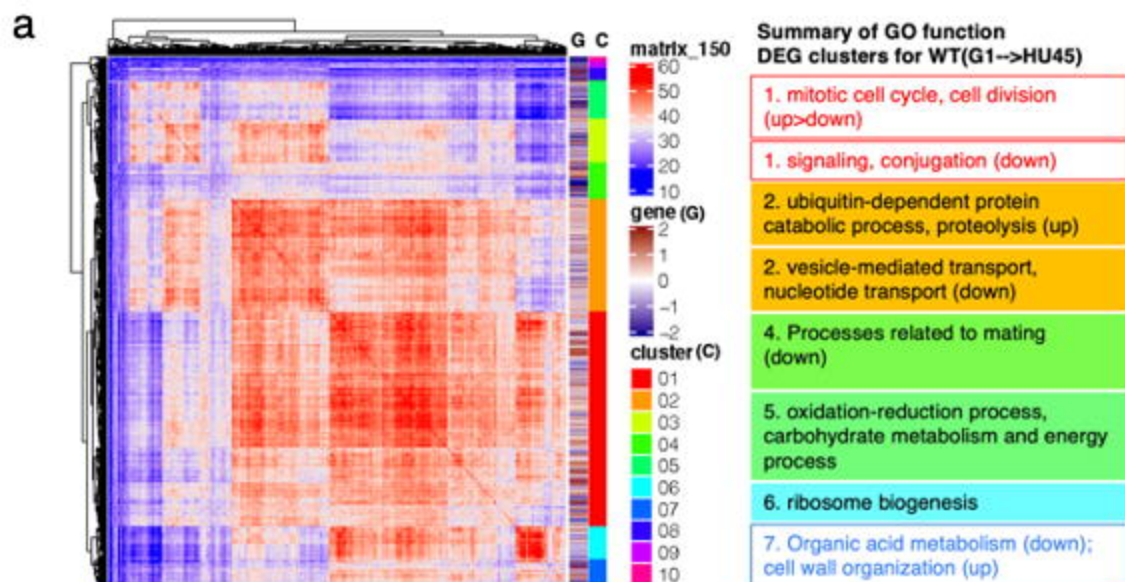 a
G C
matrix_150
60
50
40
30
20
10
gene (G)
2
1
0
−1
−2
cluster (C)
01
02
03
04
05
06
07
08
09
10
Summary of GO function
DEG clusters for WT(G1-->HU45)
1. mitotic cell cycle, cell division
(up>down)
1. signaling, conjugation (down)
2. ubiquitin-dependent protein
catabolic process, proteolysis (up)
2. vesicle-mediated transport,
nucleotide transport (down)
4. Processes related to mating
(down)
5. oxidation-reduction process,
carbohydrate metabolism and energy
process
6. ribosome biogenesis
7. Organic acid metabolism (down);
cell wall organization (up)